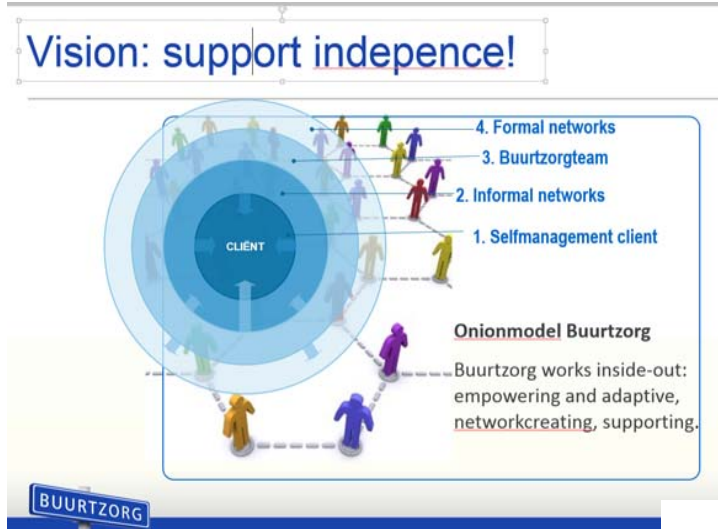 Vision: support indepence!
4. Formal networks
3. Buurtzorgteam
2. Informal networks
1. Selfmanagement client
CLIËNT
Onionmodel Buurtzorg
Buurtzorg works inside-out:
empowering and adaptive,
networkcreating, supporting.
BUURTZORG